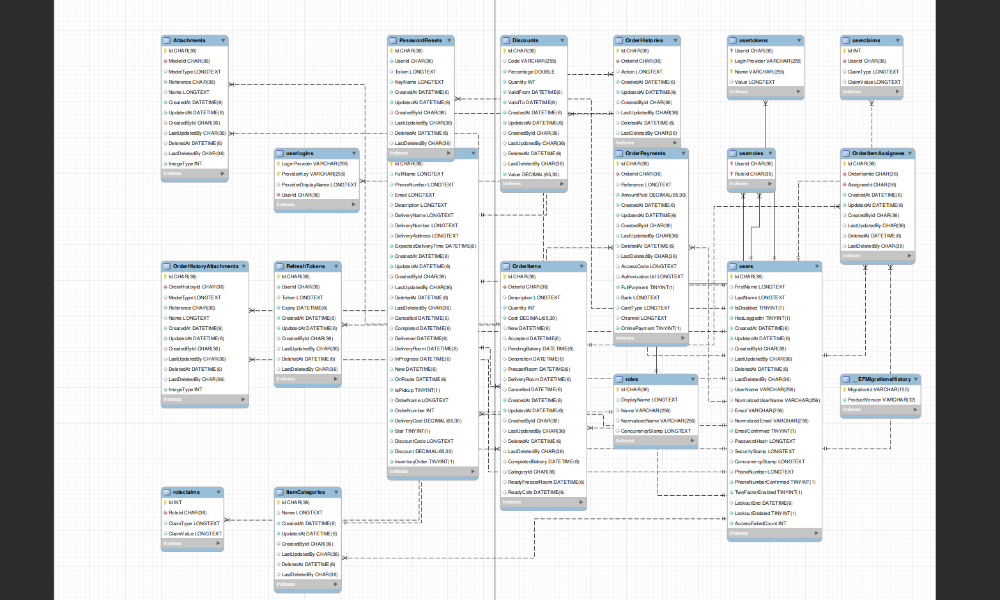 Attachments
Id CHAR(36)
ModelId CHAR(36)
ModelType LONGTEXT
Reference CHAR(36)
Name LONGTEXT
CreatedAt DATETIME(6)
UpdatedAt DATETIME(6)
CreatedById CHAR(36)
LastUpdatedBy CHAR(36)
DeletedAt DATETIME(6)
LastDeletedBy CHAR(36)
ImageType INT
Indexes
PasswordResets
Id CHAR(36)
UserId CHAR(36)
Token LONGTEXT
KeyName LONGTEXT
CreatedAt DATETIME(6)
UpdatedAt DATETIME(6)
CreatedById CHAR(36)
LastUpdatedBy CHAR(36)
DeletedAt DATETIME(6)
LastDeletedBy CHAR(36)
Indexes
Discounts
Id CHAR(36)
Code VARCHAR(255)
Percentage DOUBLE
Quantity INT
ValidFrom DATETIME(6)
ValidTo DATETIME(6)
CreatedAt DATETIME(6)
UpdatedAt DATETIME(6)
CreatedById CHAR(36)
LastUpdatedBy CHAR(36)
DeletedAt DATETIME(6)
LastDeletedBy CHAR(36)
Value DECIMAL(65,30)
Indexes
OrderHistories
Id CHAR(36)
OrderId CHAR(36)
Action LONGTEXT
CreatedAt DATETIME(6)
UpdatedAt DATETIME(6)
CreatedById CHAR(36)
LastUpdatedBy CHAR(36)
DeletedAt DATETIME(6)
LastDeletedBy CHAR(36)
Indexes
usertokens
UserId CHAR(36)
LoginProvider VARCHAR(255)
Name VARCHAR(255)
Value LONGTEXT
Indexes
userclaims
Id INT
UserId CHAR(36)
ClaimType LONGTEXT
ClaimValue LONGTEXT
Indexes
userlogins
LoginProvider VARCHAR(255)
ProviderKey VARCHAR(255)
ProviderDisplayName LONGTEXT
UserId CHAR(36)
Indexes
Id CHAR(36)
FullName LONGTEXT
PhoneNumber LONGTEXT
Email LONGTEXT
Description LONGTEXT
DeliveryName LONGTEXT
DeliveryNumber LONGTEXT
DeliveryAddress LONGTEXT
ExpectedDeliveryTime DATETIME(6)
CreatedAt DATETIME(6)
UpdatedAt DATETIME(6)
CreatedById CHAR(36)
LastUpdatedBy CHAR(36)
DeletedAt DATETIME(6)
LastDeletedBy CHAR(36)
Cancelled DATETIME(6)
Completed DATETIME(6)
Delivered DATETIME(6)
DeliveryRoom DATETIME(6)
InProgress DATETIME(6)
New DATETIME(6)
OnRoute DATETIME(6)
IsPickup TINYINT(1)
OrderName LONGTEXT
OrderNumber INT
DeliveryCost DECIMAL(65,30)
Star TINYINT(1)
DiscountCode LONGTEXT
Discount DECIMAL(65,30)
InventoryOrder TINYINT(1)
Indexes
OrderPayments
Id CHAR(36)
OrderId CHAR(36)
Reference LONGTEXT
AmountPaid DECIMAL(65,30)
CreatedAt DATETIME(6)
UpdatedAt DATETIME(6)
CreatedById CHAR(36)
LastUpdatedBy CHAR(36)
DeletedAt DATETIME(6)
LastDeletedBy CHAR(36)
AccessCode LONGTEXT
AuthorizationUrl LONGTEXT
FullPayment TINYINT(1)
Bank LONGTEXT
CardType LONGTEXT
Channel LONGTEXT
OnlinePayment TINYINT(1)
Indexes
userroles
UserId CHAR(36)
RoleId CHAR(36)
Indexes
OrderItemAssignees
Id CHAR(36)
OrderItemId CHAR(36)
AssigneeId CHAR(36)
CreatedAt DATETIME(6)
UpdatedAt DATETIME(6)
CreatedById CHAR(36)
LastUpdatedBy CHAR(36)
DeletedAt DATETIME(6)
LastDeletedBy CHAR(36)
Indexes
OrderHistoryAttachments
Id CHAR(36)
OrderHistoryId CHAR(36)
ModelType LONGTEXT
Reference CHAR(36)
Name LONGTEXT
CreatedAt DATETIME(6)
UpdatedAt DATETIME(6)
CreatedById CHAR(36)
LastUpdatedBy CHAR(36)
DeletedAt DATETIME(6)
LastDeletedBy CHAR(36)
ImageType INT
Indexes
RefreshTokens
Id CHAR(36)
UserId CHAR(36)
Token LONGTEXT
Expiry DATETIME(6)
CreatedAt DATETIME(6)
UpdatedAt DATETIME(6)
CreatedById CHAR(36)
LastUpdatedBy CHAR(36)
DeletedAt DATETIME(6)
LastDeletedBy CHAR(36)
Indexes
OrderItems
Id CHAR(36)
OrderId CHAR(36)
Description LONGTEXT
Quantity INT
Cost DECIMAL(65,30)
New DATETIME(6)
Accepted DATETIME(6)
PendingBakery DATETIME(6)
Decoration DATETIME(6)
FreezerRoom DATETIME(6)
DeliveryRoom DATETIME(6)
Cancelled DATETIME(6)
CreatedAt DATETIME(6)
UpdatedAt DATETIME(6)
CreatedById CHAR(36)
LastUpdatedBy CHAR(36)
DeletedAt DATETIME(6)
LastDeletedBy CHAR(36)
CompletedBakery DATETIME(6)
CategoryId CHAR(36)
ReadyFreezerRoom DATETIME(6)
ReadyCafe DATETIME(6)
Indexes
users
Id CHAR(36)
FirstName LONGTEXT
LastName LONGTEXT
IsDisabled TINYINT(1)
HasLoggedIn TINYINT(1)
CreatedAt DATETIME(6)
UpdatedAt DATETIME(6)
CreatedById CHAR(36)
LastUpdatedBy CHAR(36)
DeletedAt DATETIME(6)
LastDeletedBy CHAR(36)
UserName VARCHAR(256)
NormalizedUserName VARCHAR(256)
Email VARCHAR(256)
NormalizedEmail VARCHAR(256)
EmailConfirmed TINYINT(1)
PasswordHash LONGTEXT
SecurityStamp LONGTEXT
ConcurrencyStamp LONGTEXT
PhoneNumber LONGTEXT
PhoneNumberConfirmed TINYINT(1)
TwoFactorEnabled TINYINT(1)
LockoutEnd DATETIME(6)
LockoutEnabled TINYINT(1)
AccessFailedCount INT
Indexes
roles
Id CHAR(36)
DisplayName LONGTEXT
Name VARCHAR(256)
NormalizedName VARCHAR(256)
ConcurrencyStamp LONGTEXT
Indexes
__EFMigrationsHistory
MigrationId VARCHAR(150)
ProductVersion VARCHAR(32)
Indexes
roleclaims
Id INT
RoleId CHAR(36)
ClaimType LONGTEXT
ClaimValue LONGTEXT
Indexes
ItemCategories
Id CHAR(36)
Name LONGTEXT
CreatedAt DATETIME(6)
UpdatedAt DATETIME(6)
CreatedById CHAR(36)
LastUpdatedBy CHAR(36)
DeletedAt DATETIME(6)
LastDeletedBy CHAR(36)
Indexes